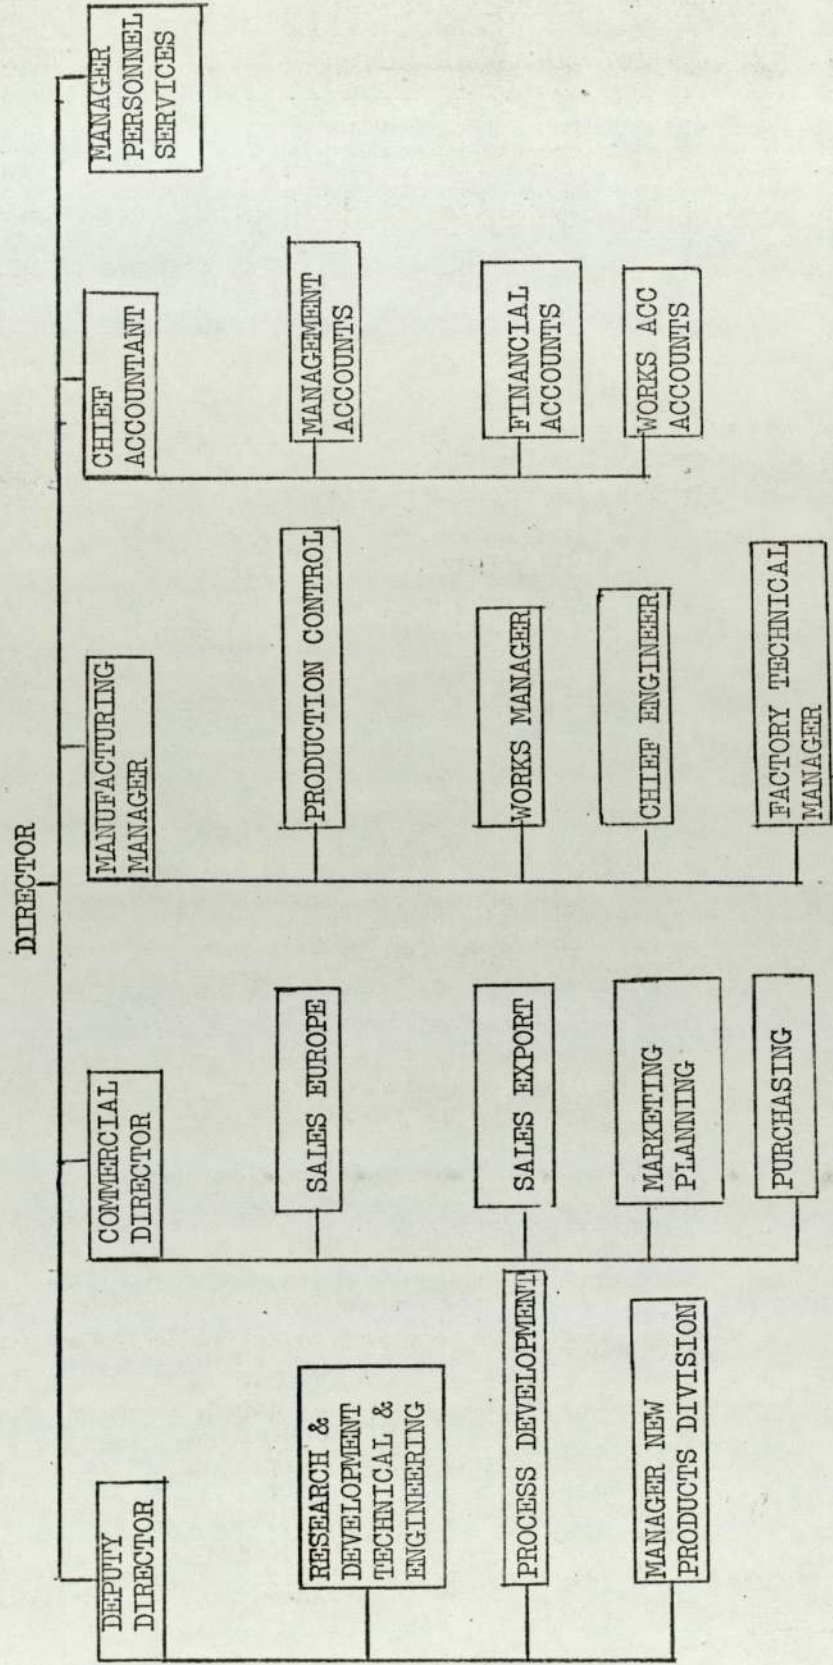 DIRECTOR
DEPUTY
DIRECTOR
RESEARCH &
DEVELOPMENT
TECHNICAL &
ENGINEERING
PROCESS DEVELOPMENT
MANAGER NEW
PRODUCTS DIVISION
COMMERCIAL
DIRECTOR
SALES EUROPE
SALES EXPORT
MARKETING
PLANNING
PURCHASING
MANUFACTURING
MANAGER
PRODUCTION CONTROL
WORKS MANAGER
CHIEF ENGINEER
FACTORY TECHNICAL
MANAGER
CHIEF
ACCOUNTANT
MANAGEMENT
ACCOUNTS
FINANCIAL
ACCOUNTS
WORKS ACC
ACCOUNTS
MANAGER
PERSONNEL
SERVICES